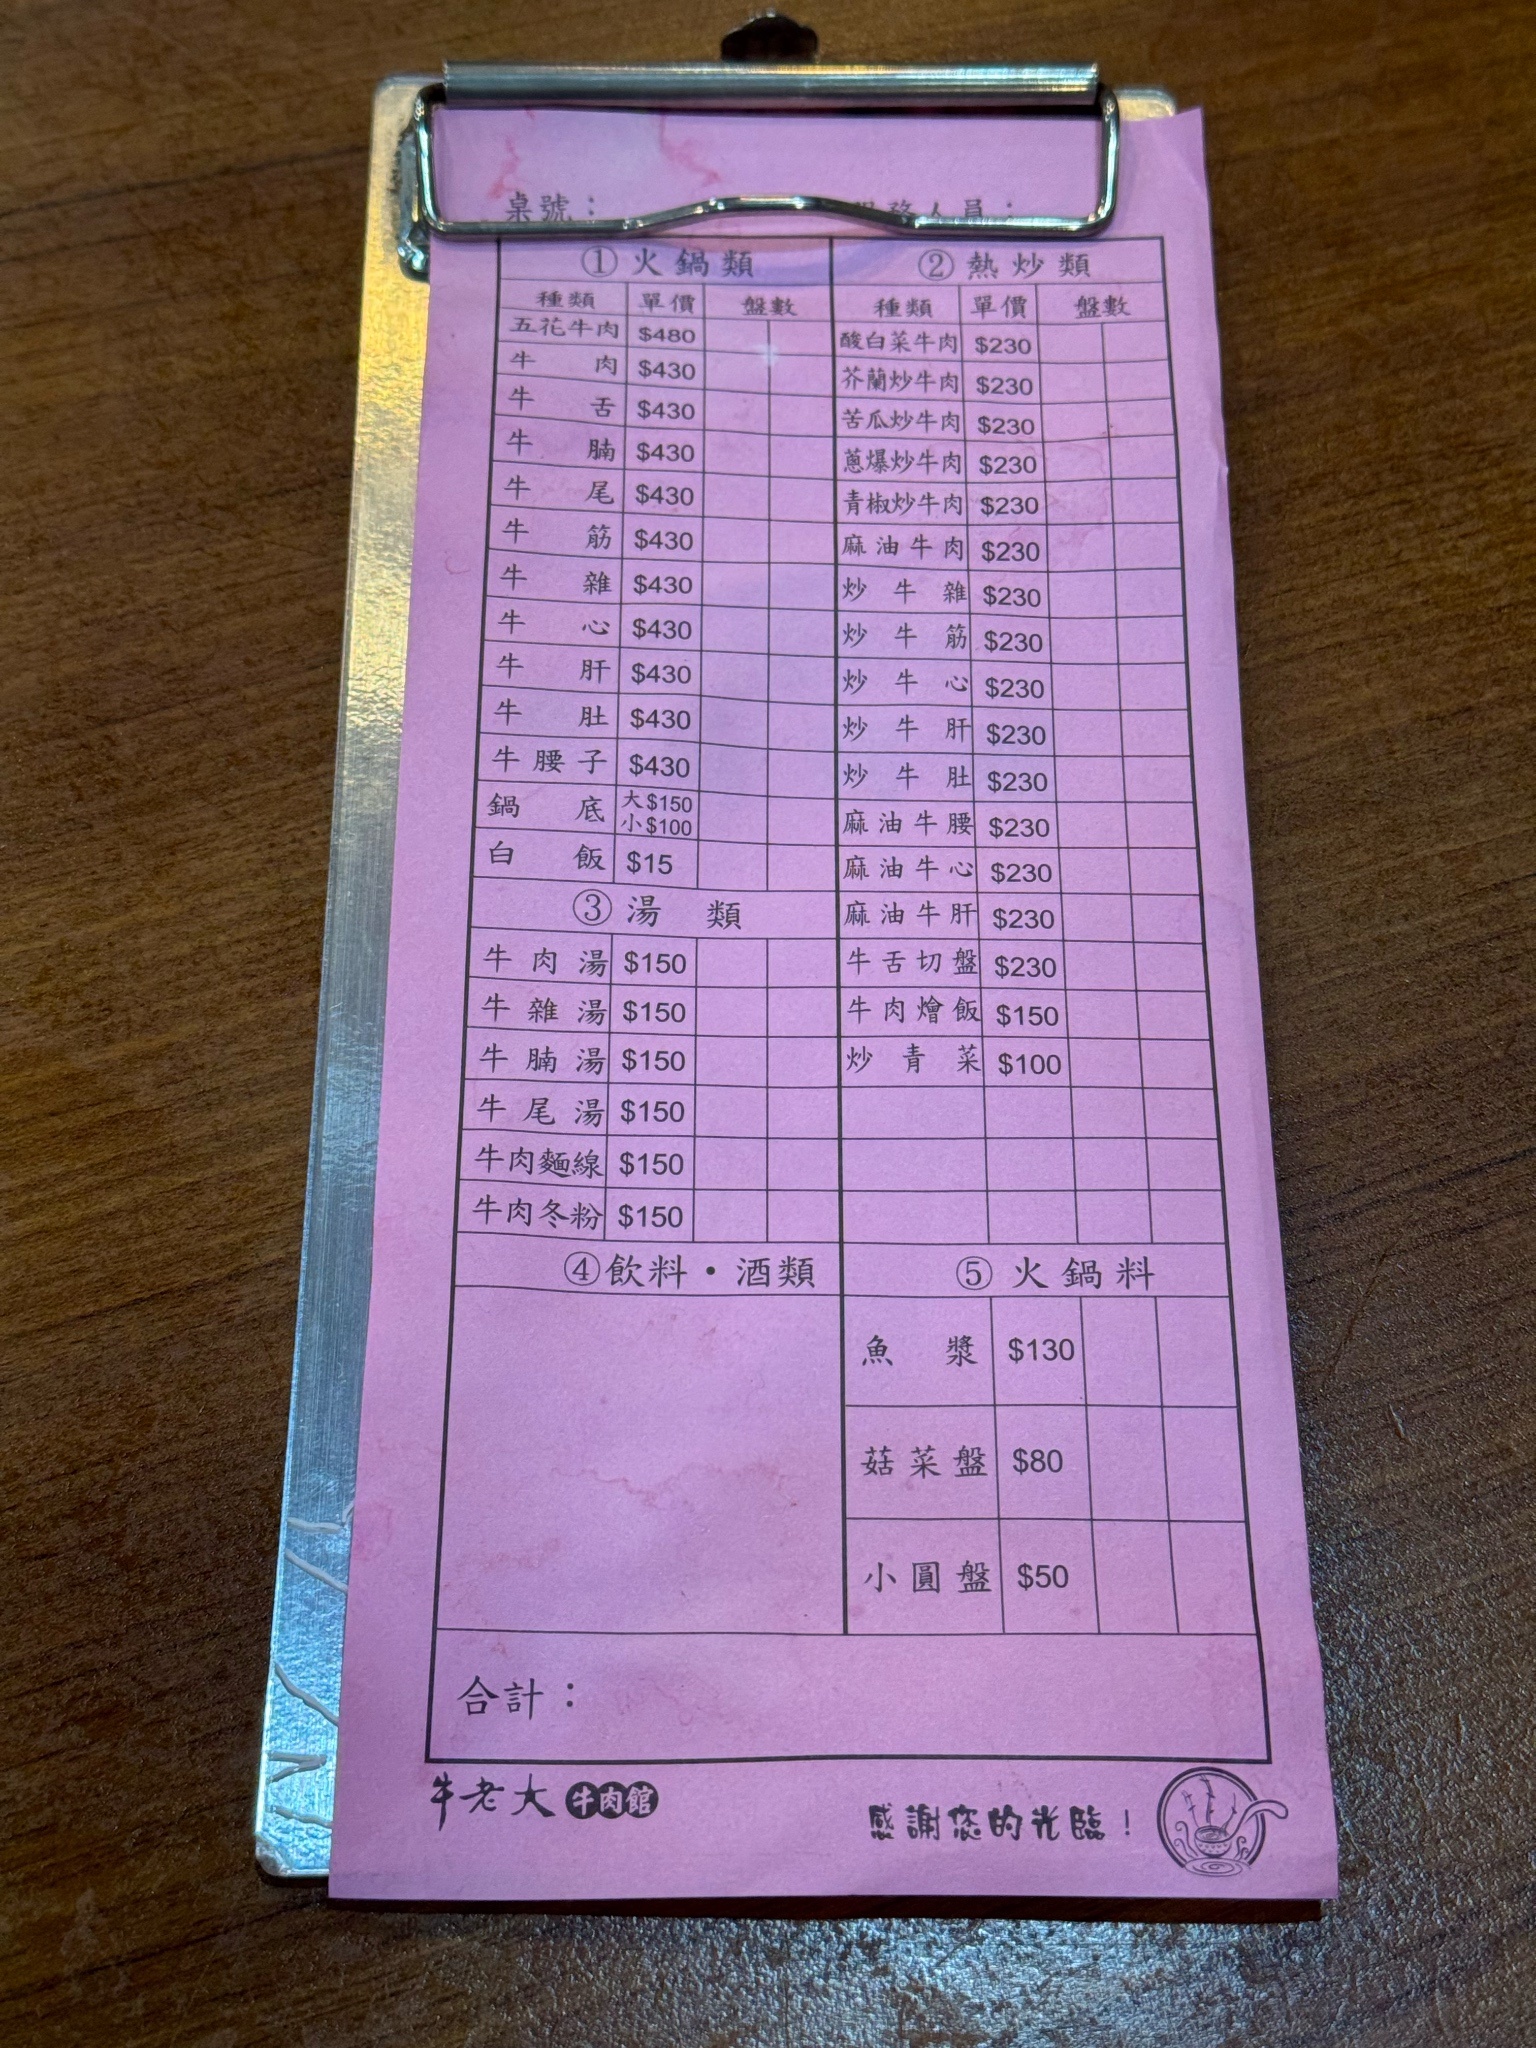 桌號：
服務人員：
①火鍋類
種類 單價 盤數
五花牛肉 $480
牛肉 $430
牛舌 $430
牛腩 $430
牛尾 $430
牛筋 $430
牛雜 $430
牛心 $430
牛肝 $430
牛肚 $430
牛腰子 $430
鍋底 大$150 小$100
白飯 $15
②熱炒類
種類 單價 盤數
酸白菜牛肉 $230
芥蘭炒牛肉 $230
苦瓜炒牛肉 $230
蔥爆炒牛肉 $230
青椒炒牛肉 $230
麻油牛肉 $230
炒牛雜 $230
炒牛筋 $230
炒牛心 $230
炒牛肝 $230
炒牛肚 $230
麻油牛腰 $230
麻油牛心 $230
麻油牛肝 $230
牛舌切盤 $230
牛肉燴飯 $150
炒青菜 $100
③湯類
牛肉湯 $150
牛雜湯 $150
牛腩湯 $150
牛尾湯 $150
牛肉麵線 $150
牛肉冬粉 $150
④飲料・酒類
⑤火鍋料
魚漿 $130
菇菜盤 $80
小圓盤 $50
合計：
牛老大 牛肉館
感謝您的光臨！